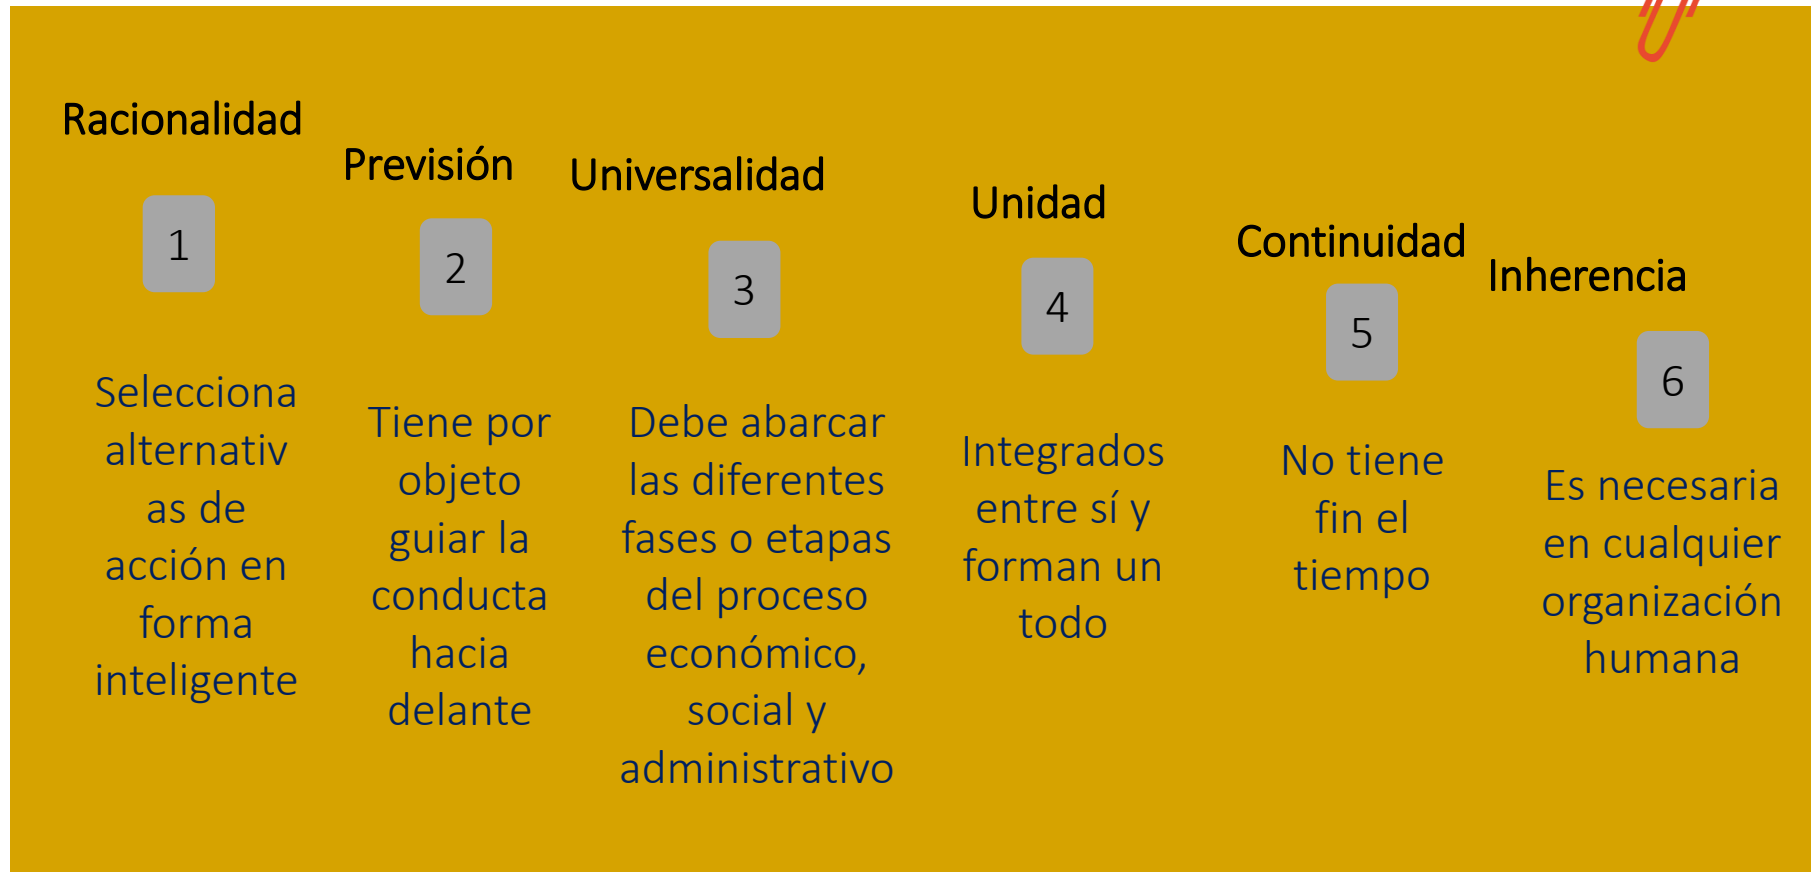 Racionalidad
1
Selecciona
alternativ
as de
acción en
forma
inteligente
Previsión
2
Tiene por
objeto
guiar la
conducta
hacia
delante
Universalidad
3
Debe abarcar
las diferentes
fases o etapas
del proceso
económico,
social y
administrativo
Unidad
4
Integrados
entre sí y
forman un
todo
Continuidad
5
No tiene
fin el
tiempo
Inherencia
6
Es necesaria
en cualquier
organización
humana